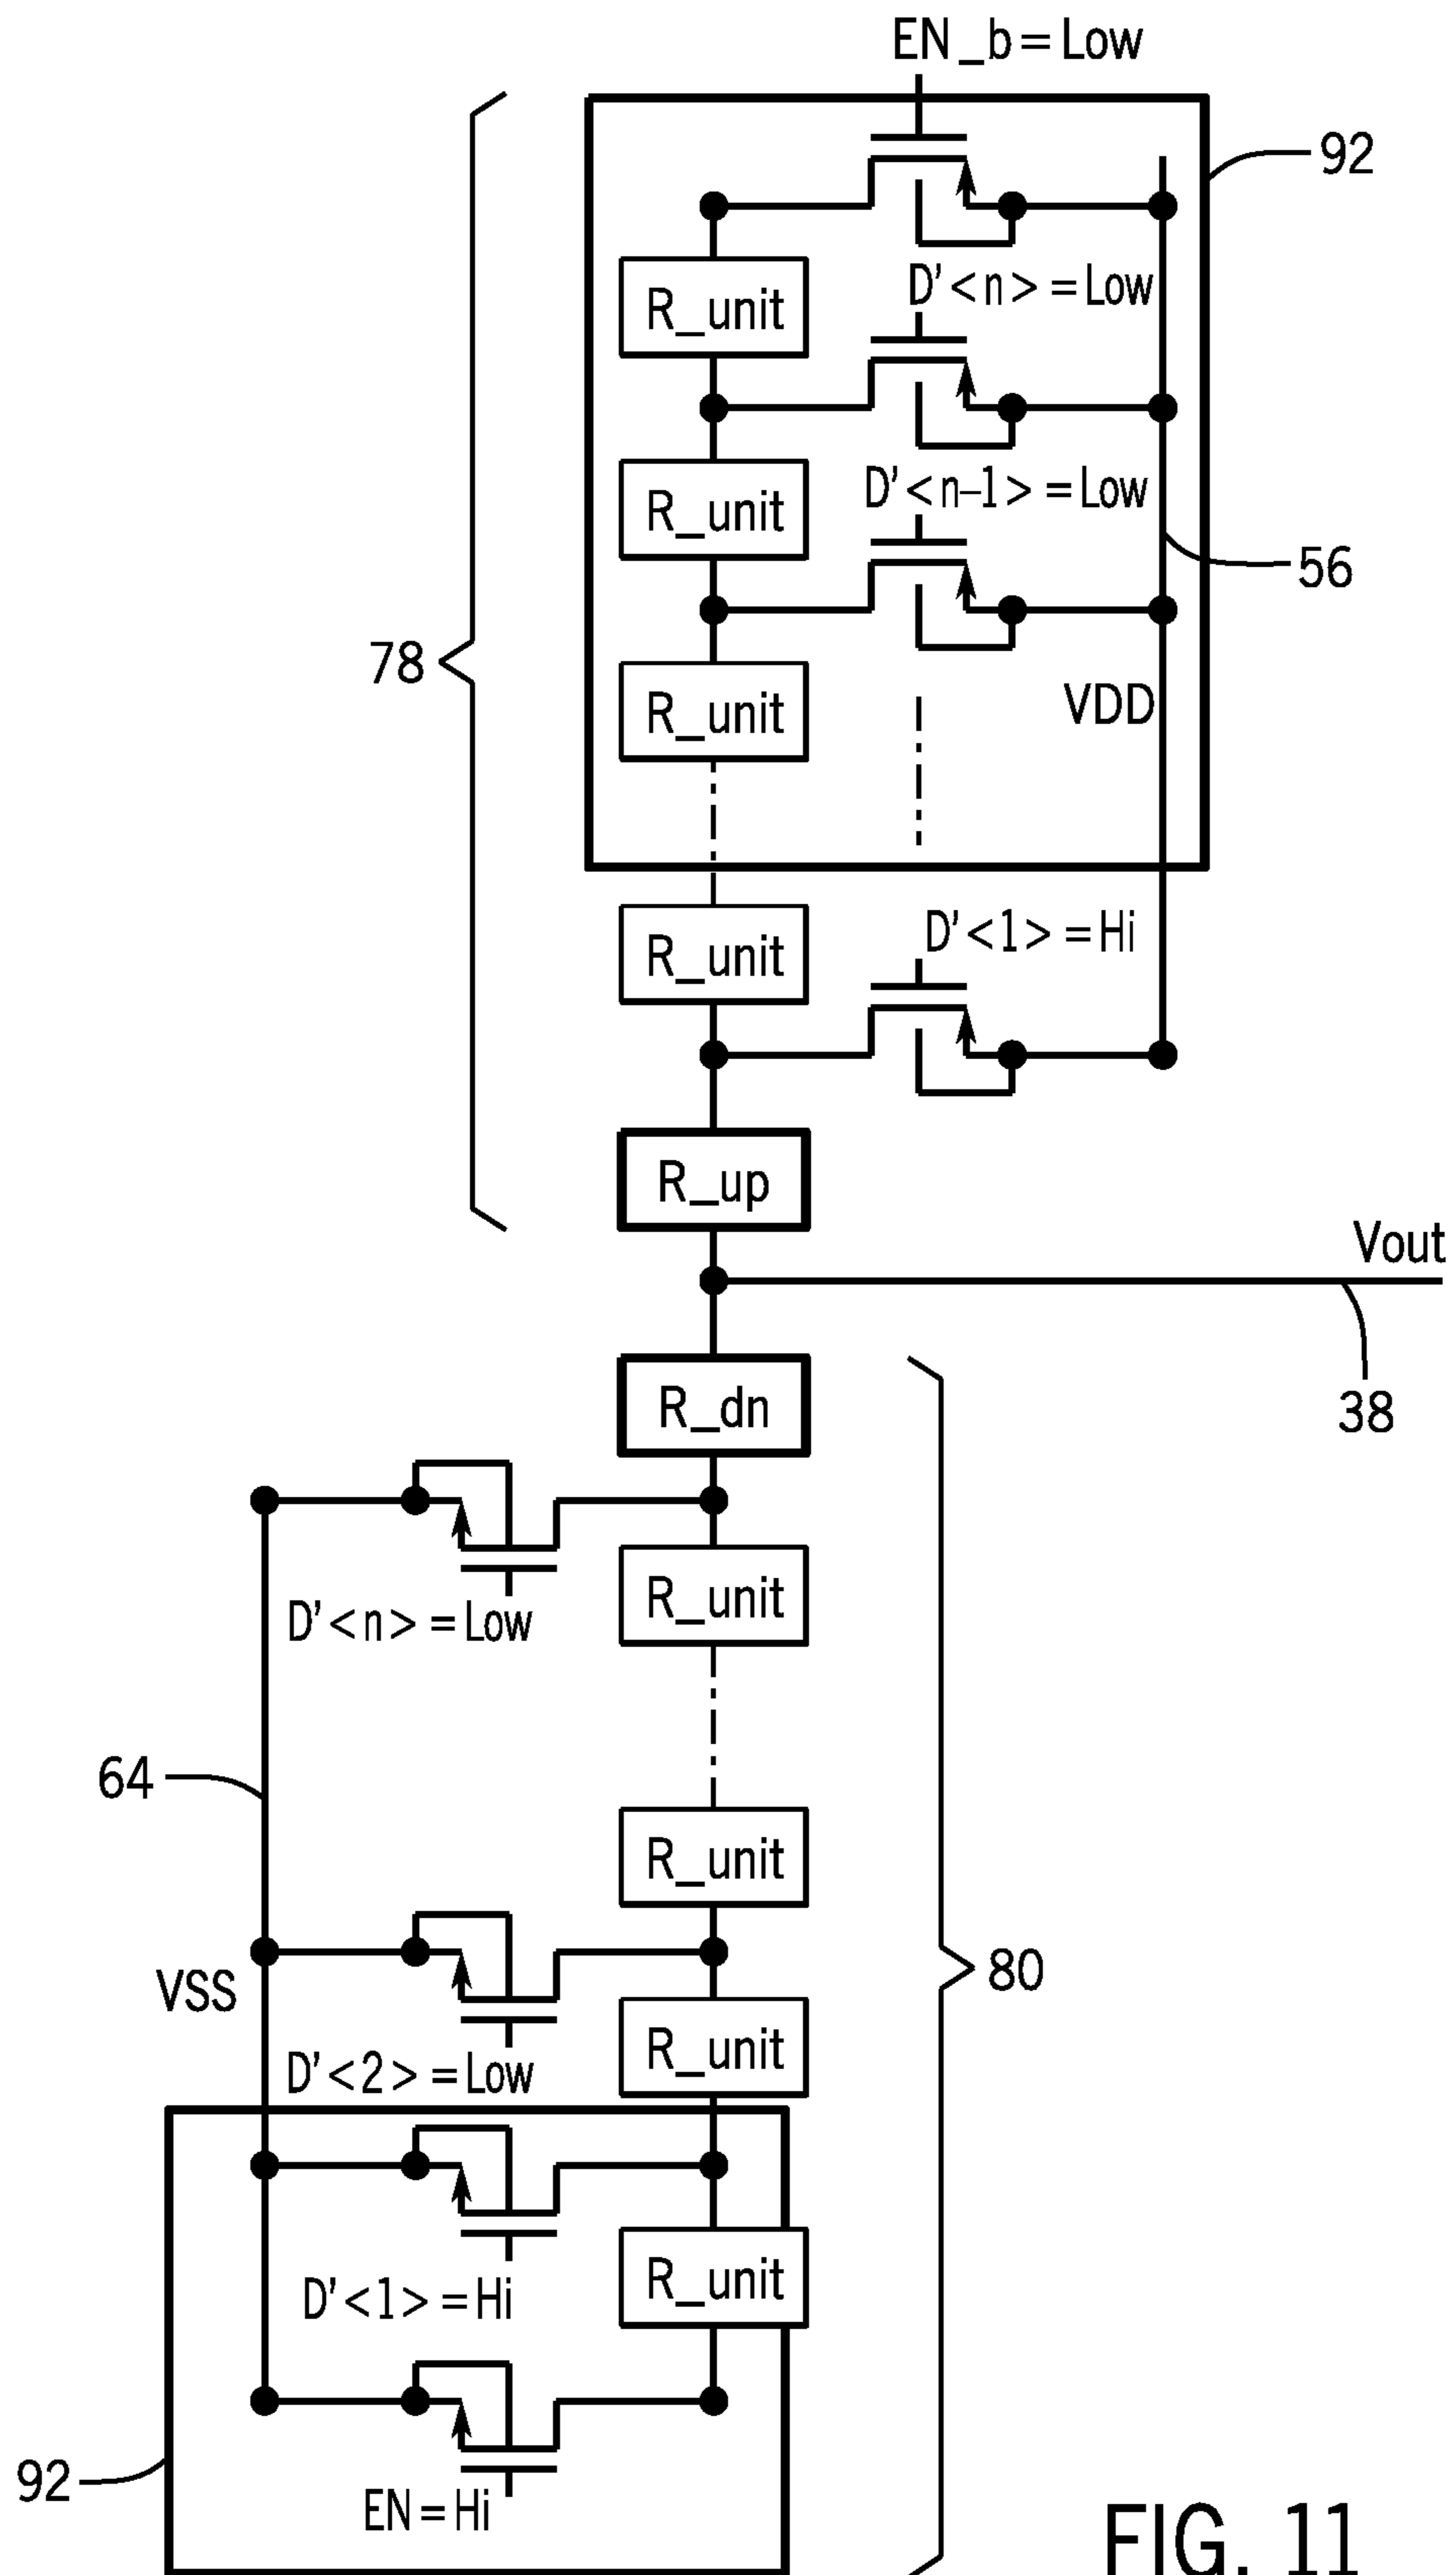 EN_b=Low
92
D'<n>=Low
R_unit
D'<n–1>=Low
R_unit
56
78
R_unit
VDD
D'<1>=Hi
R_unit
R_up
Vout
38
R_dn
D'<n>=Low
R_unit
64
R_unit
VSS
80
D'<2>=Low
R_unit
D'<1>=Hi
R_unit
92
EN=Hi
FIG. 11